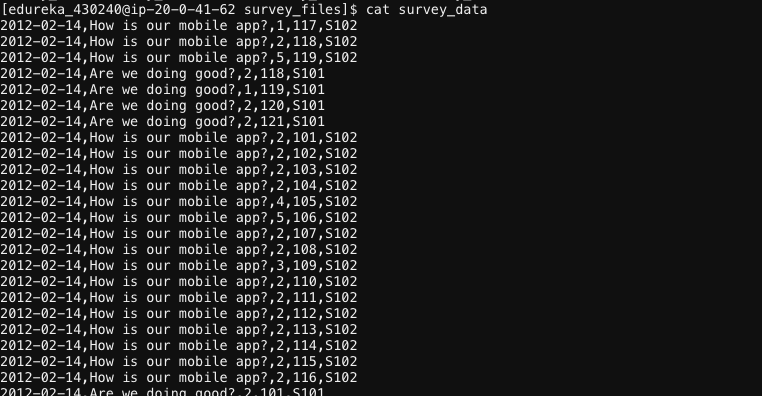 [edureka_430240@ip-20-0-41-62 survey_files]$ cat survey_data
2012-02-14,How is our mobile app?,1,117,S102
2012-02-14,How is our mobile app?,2,118,S102
2012-02-14,How is our mobile app?,5,119,S102
2012-02-14,Are we doing good?,2,118,S101
2012-02-14,Are we doing good?,1,119,S101
2012-02-14,Are we doing good?,2,120,S101
2012-02-14,Are we doing good?,2,121,S101
2012-02-14,How is our mobile app?,2,101,S102
2012-02-14,How is our mobile app?,2,102,S102
2012-02-14,How is our mobile app?,2,103,S102
2012-02-14,How is our mobile app?,2,104,S102
2012-02-14,How is our mobile app?,4,105,S102
2012-02-14,How is our mobile app?,5,106,S102
2012-02-14,How is our mobile app?,2,107,S102
2012-02-14,How is our mobile app?,2,108,S102
2012-02-14,How is our mobile app?,3,109,S102
2012-02-14,How is our mobile app?,2,110,S102
2012-02-14,How is our mobile app?,2,111,S102
2012-02-14,How is our mobile app?,2,112,S102
2012-02-14,How is our mobile app?,2,113,S102
2012-02-14,How is our mobile app?,2,114,S102
2012-02-14,How is our mobile app?,2,115,S102
2012-02-14,How is our mobile app?,2,116,S102
2012-02-14,Are we doing good?,2,101,S101